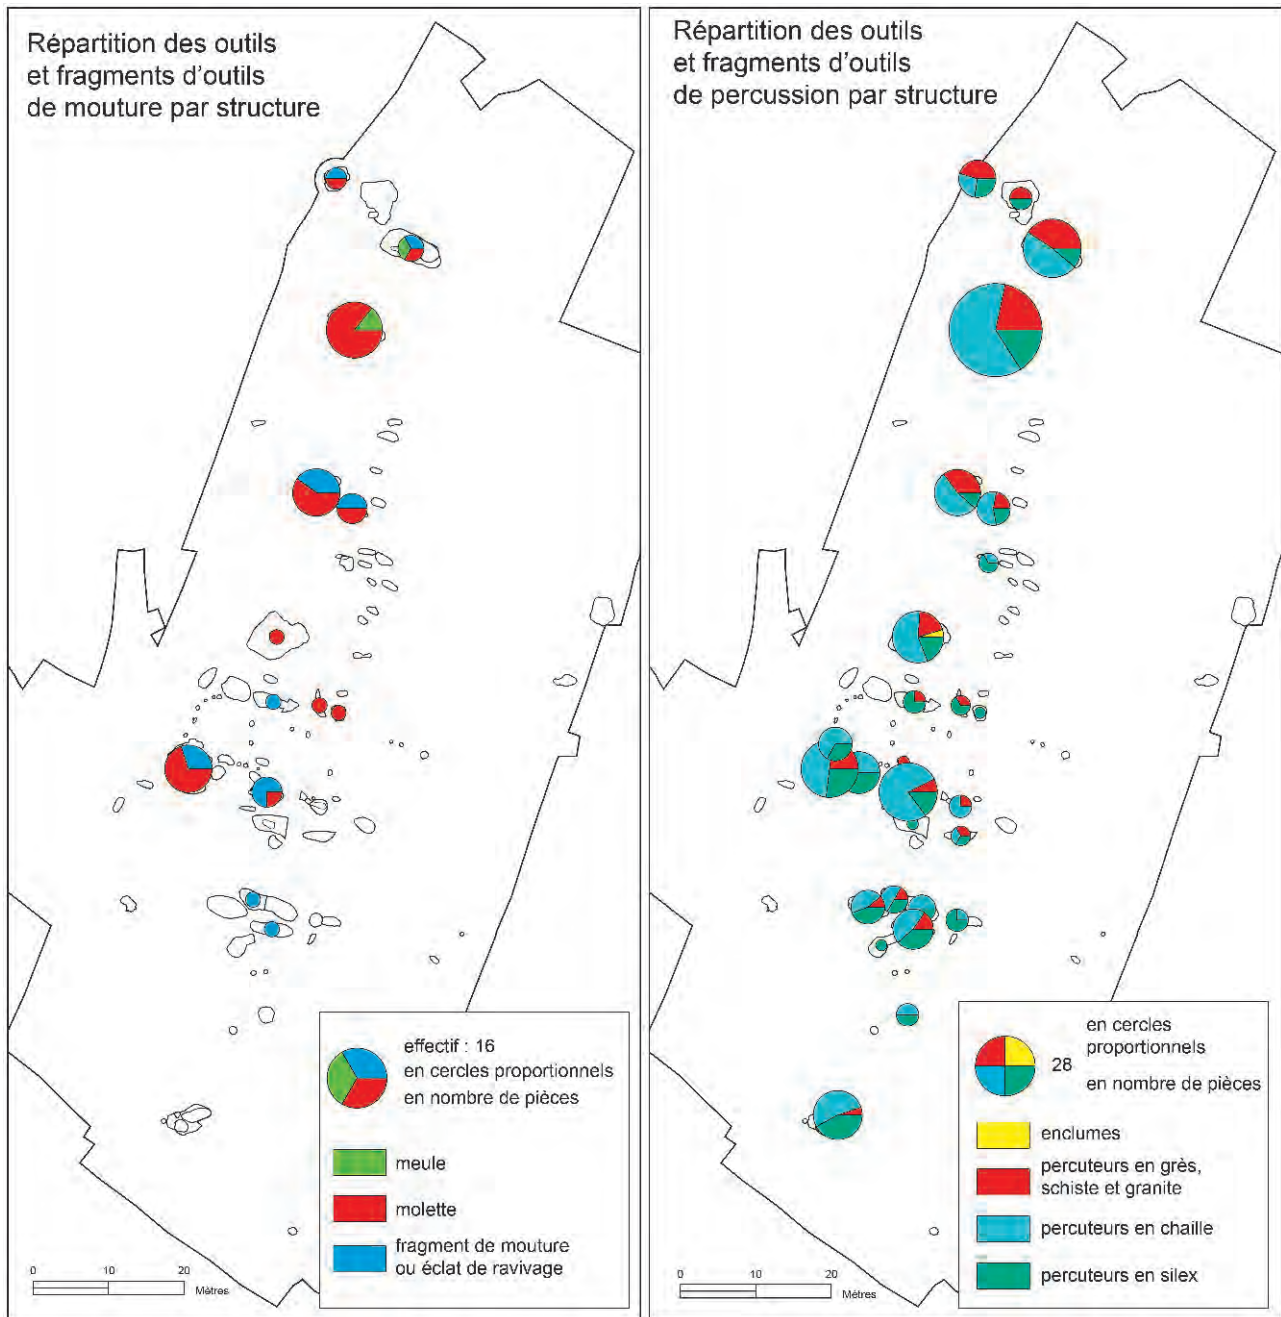 Répartition des outils
et fragments d'outils
de mouture par structure
effectif : 16
en cercles proportionnels
en nombre de pièces
meule
molette
fragment de mouture
ou éclat de ravivage
0 10 20
Mètres
Répartition des outils
et fragments d'outils
de percussion par structure
en cercles
proportionnels
28
en nombre de pièces
enclumes
percuteurs en grès,
schiste et granite
percuteurs en chaille
percuteurs en silex
0 10 20
Mètres